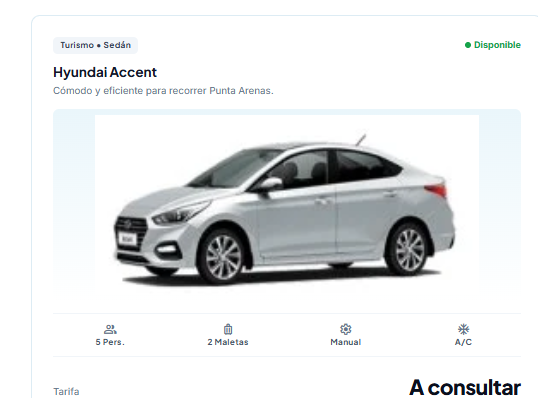 Turismo • Sedán
Disponible
Hyundai Accent
Cómodo y eficiente para recorrer Punta Arenas.
5 Pers.
2 Maletas
Manual
A/C
Tarifa
A consultar